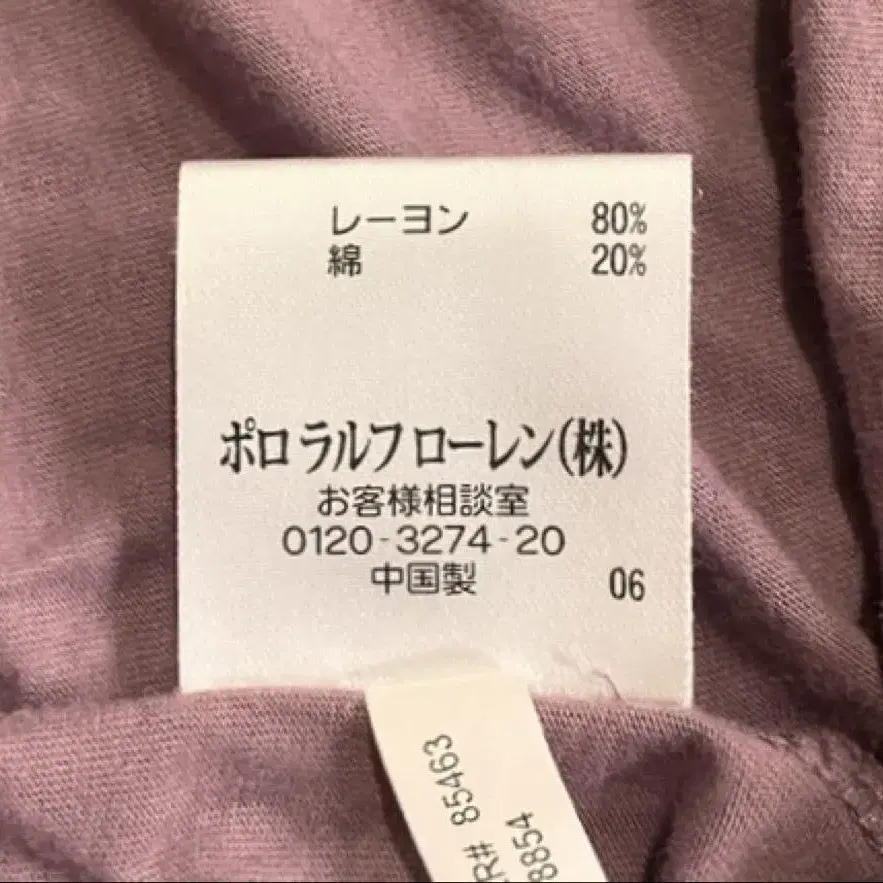 レーヨン 80%
綿 20%
ポロ ラルフ ローレン(株)
お客様相談室
0120-3274-20
中国製 06
R# 85463
8854